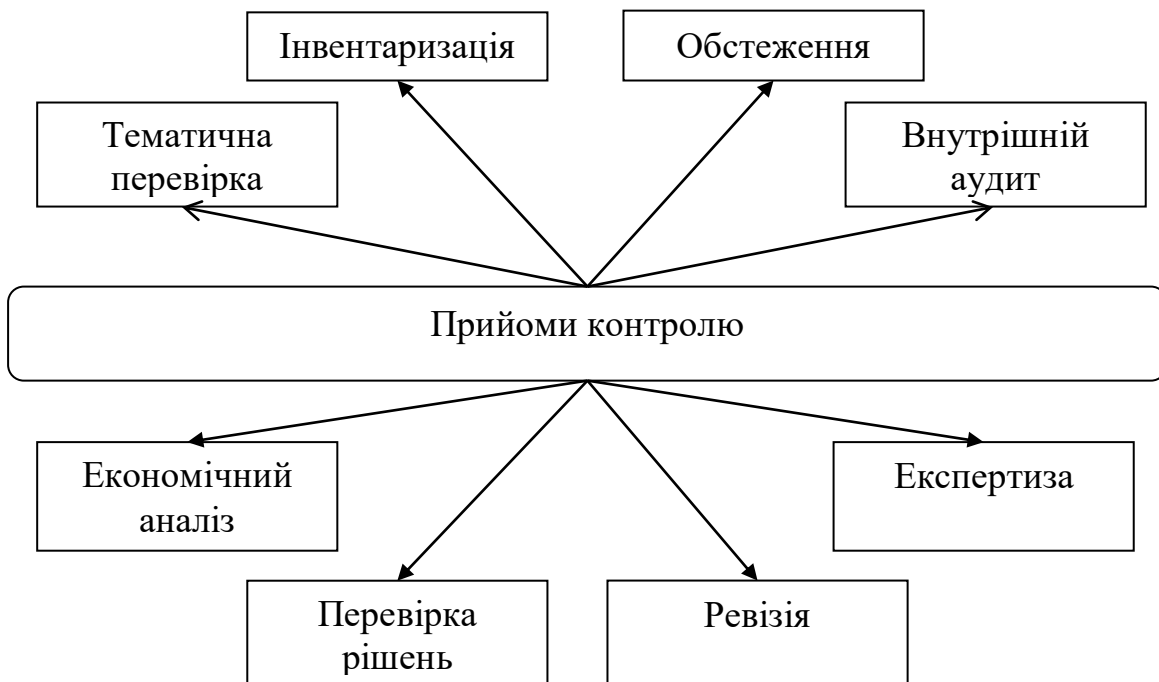 Інвентаризація
Обстеження
Тематична
перевірка
Внутрішній
аудит
Прийоми контролю
Економічний
аналіз
Експертиза
Перевірка
рішень
Ревізія